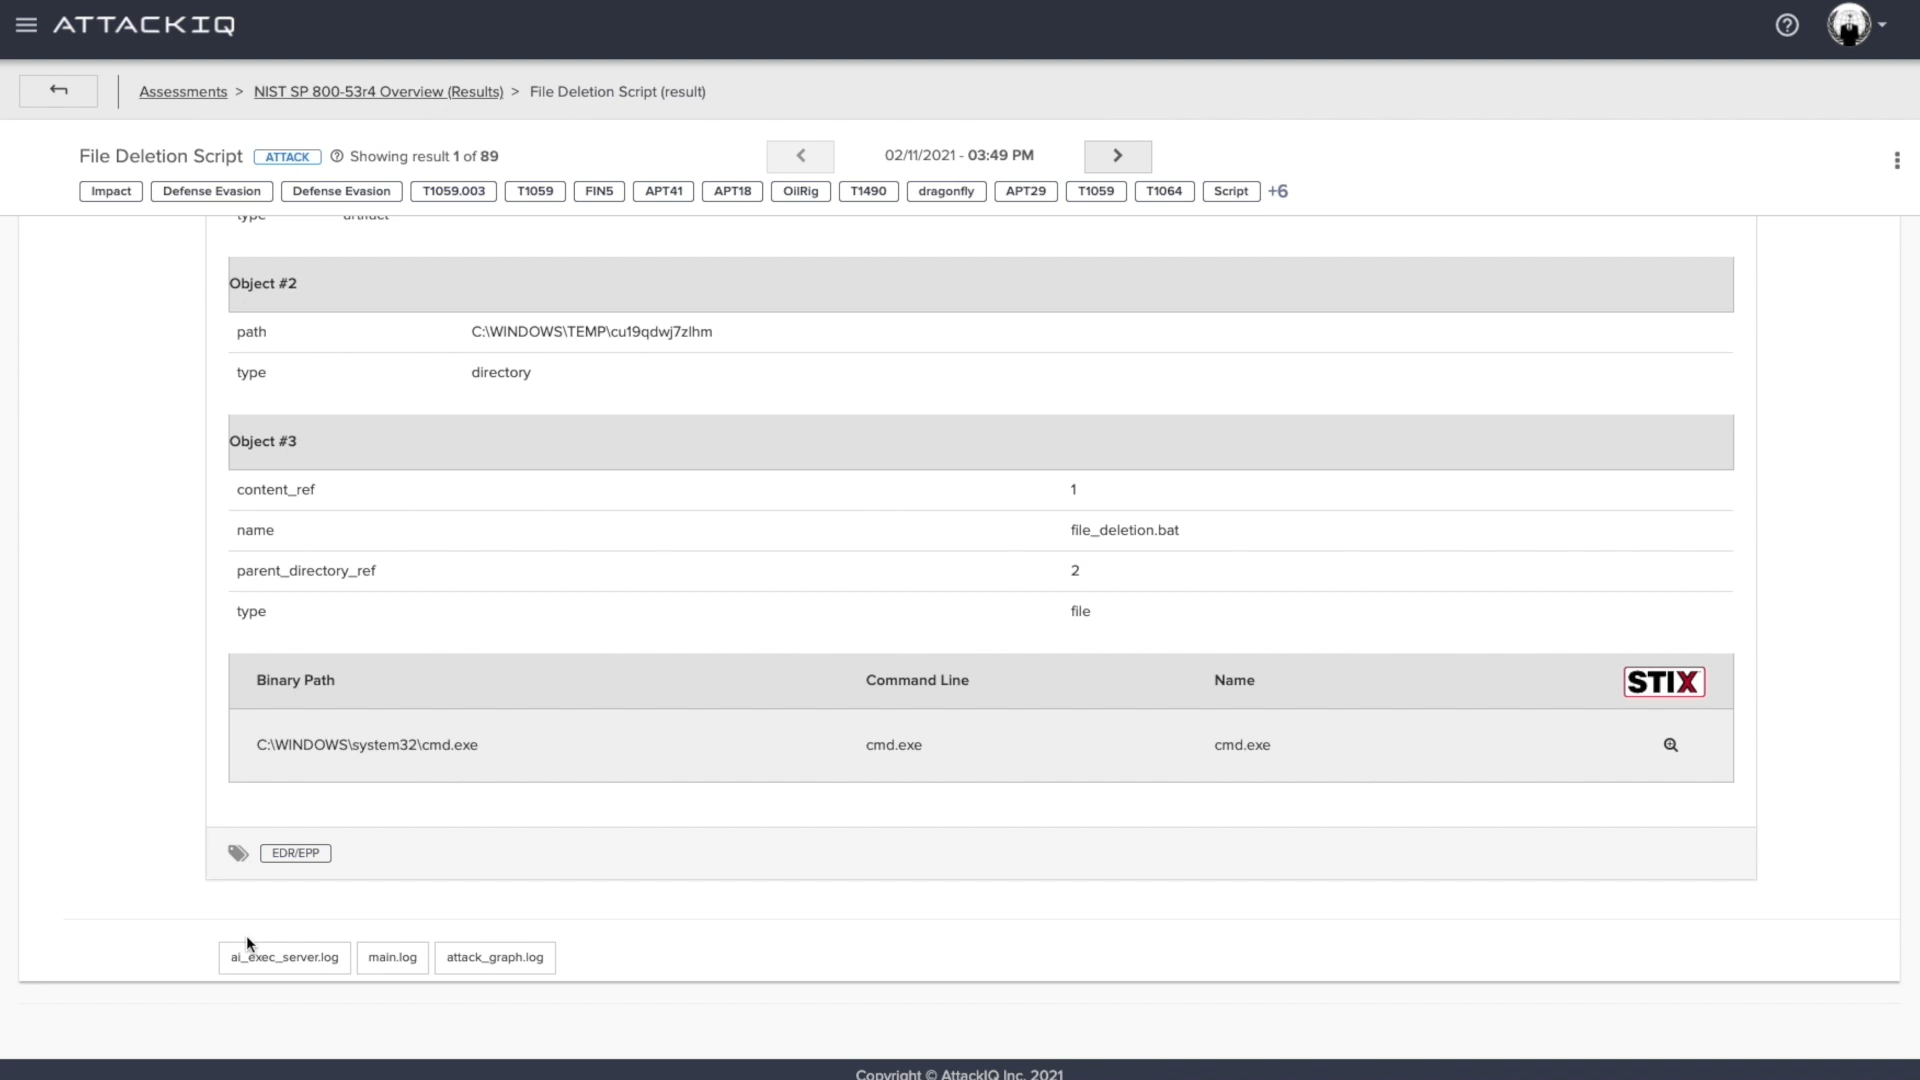 ATTACKIQ
Assessments > NIST SP 800-53r4 Overview (Results) > File Deletion Script (result)
File Deletion Script ATTACK Showing result 1 of 89 02/11/2021 - 03:49 PM
Impact Defense Evasion Defense Evasion T1059.003 T1059 FIN5 APT41 APT18 OilRig T1490 dragonfly APT29 T1059 T1064 Script +6
type artifact
Object #2
path C:\WINDOWS\TEMP\cu19qdwj7zlhm
type directory
Object #3
content_ref 1
name file_deletion.bat
parent_directory_ref 2
type file
Binary Path Command Line Name STIX
C:\WINDOWS\system32\cmd.exe cmd.exe cmd.exe
EDR/EPP
ai_exec_server.log main.log attack_graph.log
Copyright © AttackIQ Inc. 2021